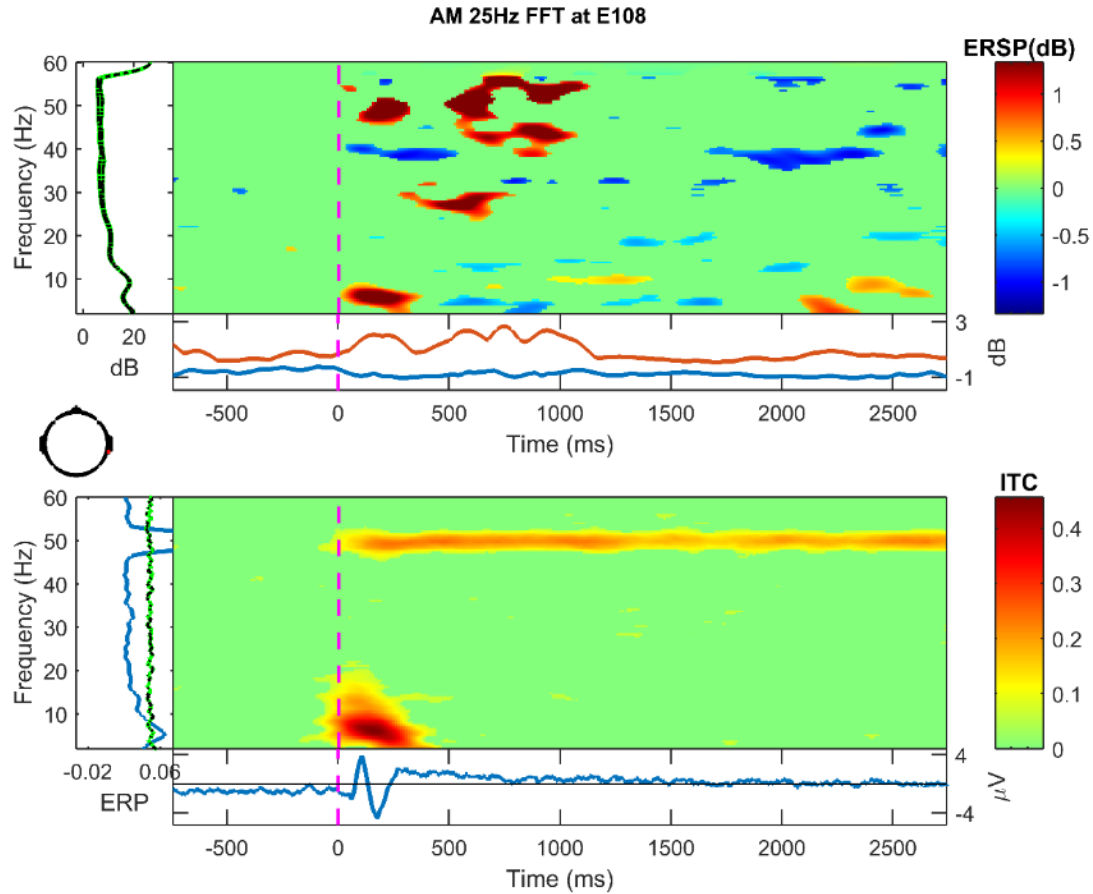 AM 25Hz FFT at E108
ERSP(dB)
60
50
40
30
20
10
Frequency (Hz)
1
0.5
0
-0.5
-1
0 20
dB
3
-1
dB
-500 0 500 1000 1500 2000 2500
Time (ms)
ITC
60
50
40
30
20
10
Frequency (Hz)
0.4
0.3
0.2
0.1
0
-0.02 0.06
ERP
4
-4
μV
-500 0 500 1000 1500 2000 2500
Time (ms)